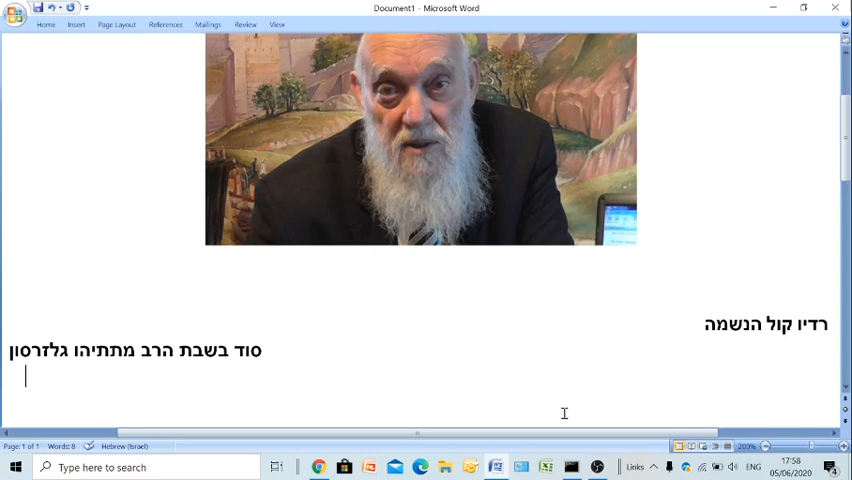 Document1 - Microsoft Word
Home Insert Page Layout References Mailings Review View
רדיו קול הנשמה
סוד בשבת הרב מתתיהו גלזרסון
Page: 1 of 1 Words: 8 Hebrew (Israel) 200%
Type here to search Links ENG 17:58
05/06/2020 4